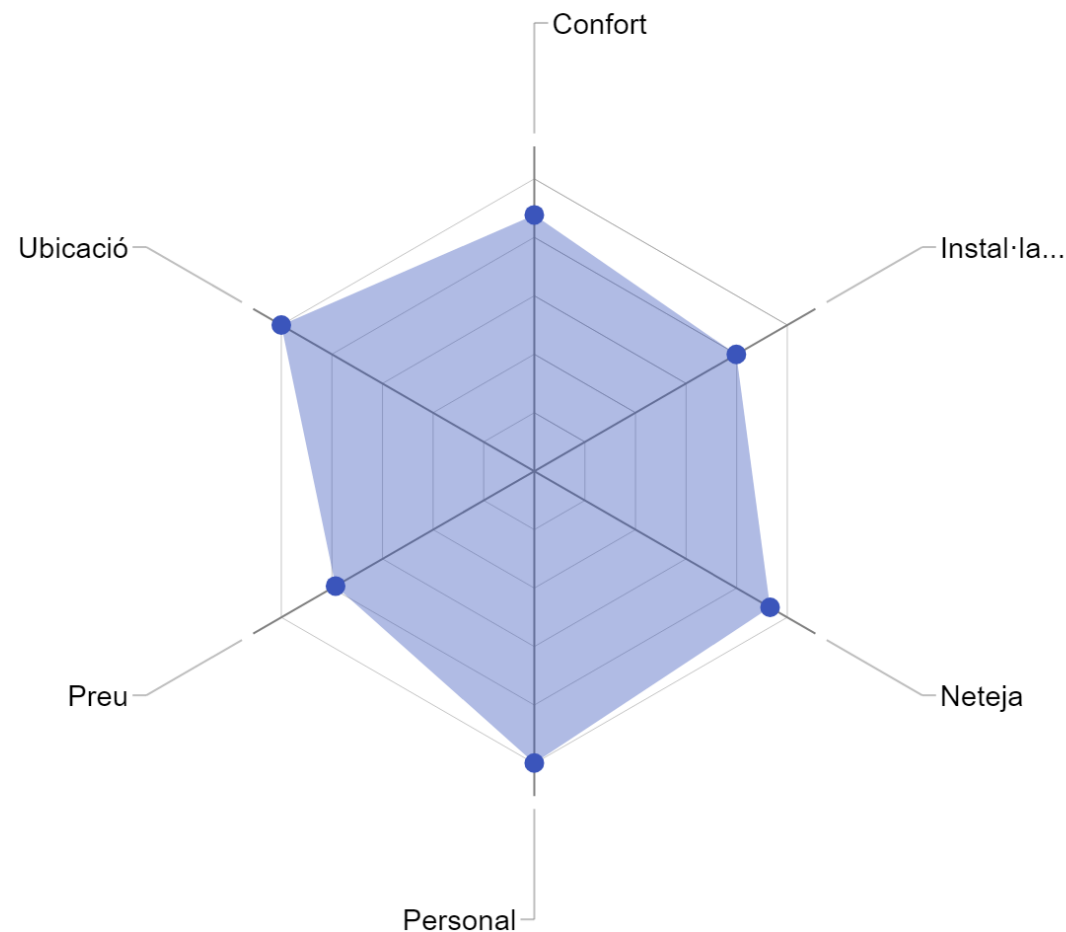 Confort
Instal·la...
Ubicació
Neteja
Preu
Personal